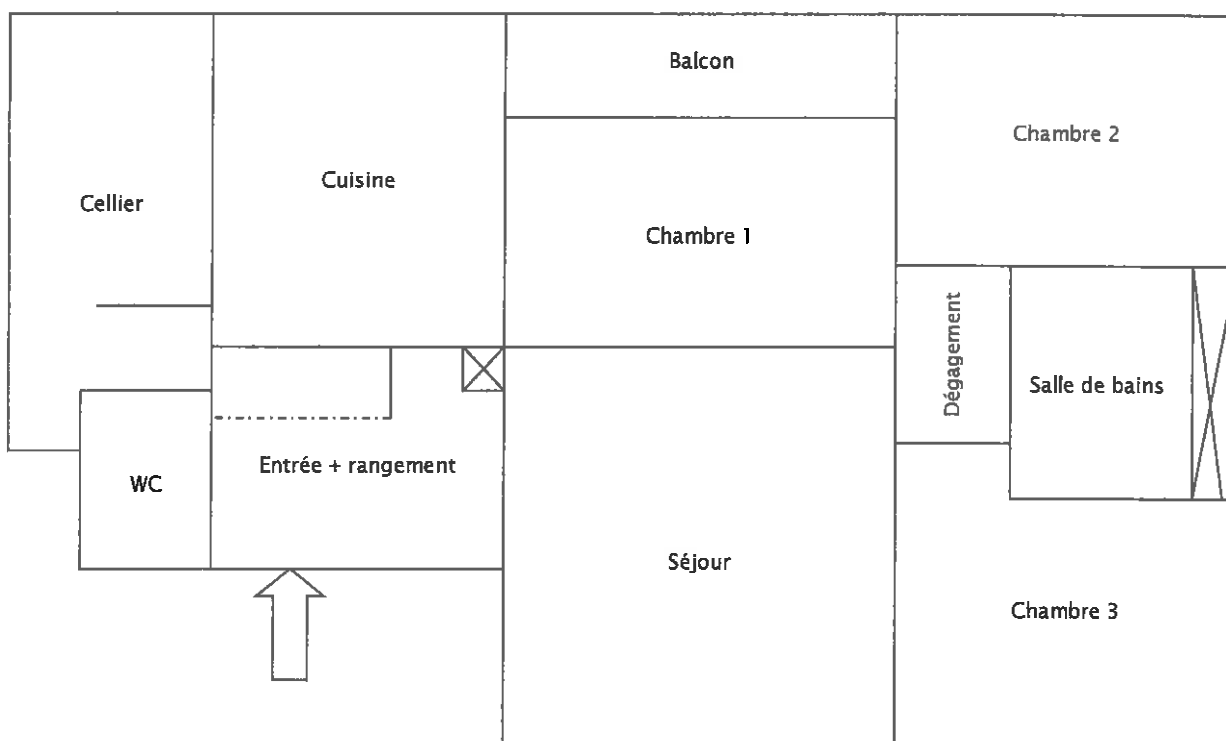 Balcon
Chambre 2
Cuisine
Cellier
Chambre 1
Dégagement
Salle de bains
Entrée + rangement
WC
Séjour
Chambre 3